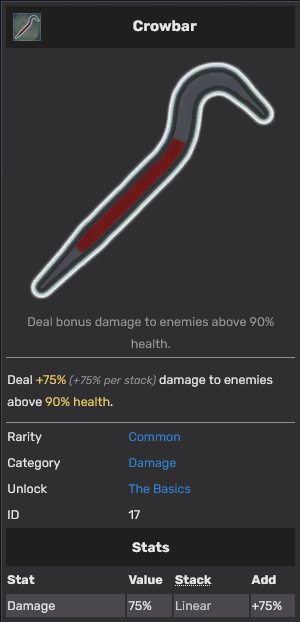 Crowbar
Deal bonus damage to enemies above 90%
health.
Deal +75% (+75% per stack) damage to enemies
above 90% health.
Rarity Common
Category Damage
Unlock The Basics
ID 17
Stats
Stat Value Stack Add
Damage 75% Linear +75%